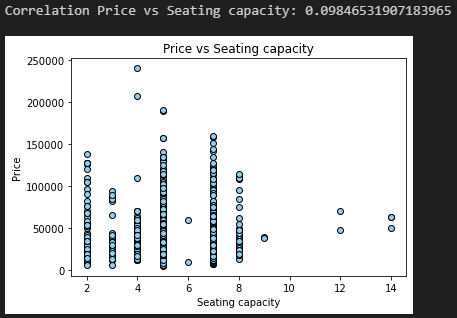 Correlation Price vs Seating capacity: 0.09846531907183965
Price vs Seating capacity
250000
200000
150000
100000
50000
0
Price
2 4 6 8 10 12 14
Seating capacity